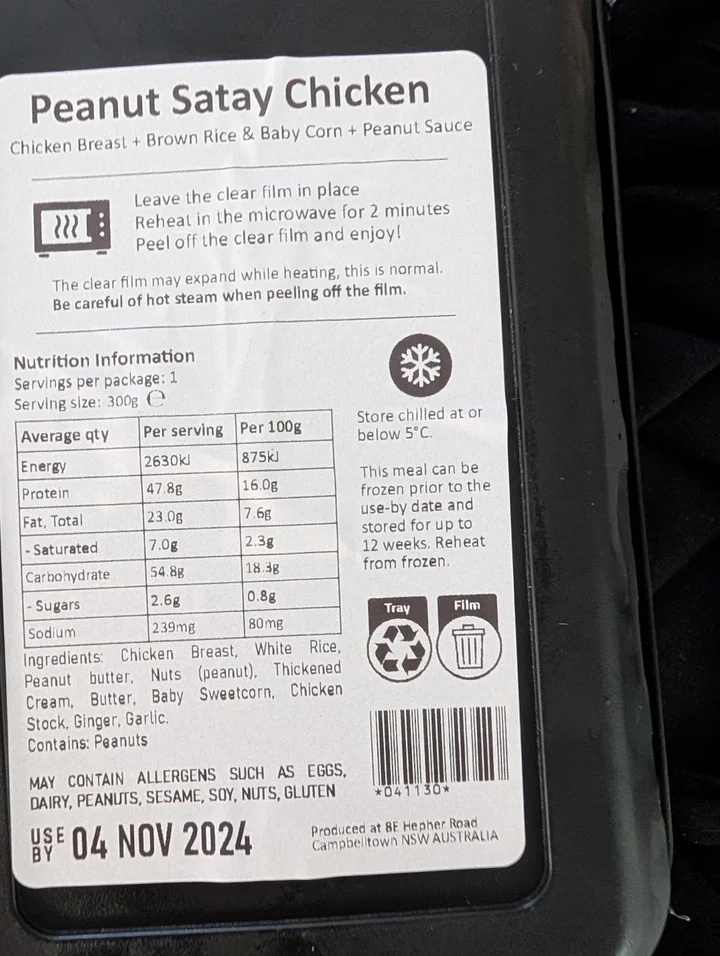 Peanut Satay Chicken
Chicken Breast + Brown Rice & Baby Corn + Peanut Sauce
Leave the clear film in place
Reheat in the microwave for 2 minutes
Peel off the clear film and enjoy!
The clear film may expand while heating, this is normal.
Be careful of hot steam when peeling off the film.
Nutrition Information
Servings per package: 1
Serving size: 300g ℮
Average qty Per serving Per 100g
Energy 2630kJ 875kJ
Protein 47.8g 16.0g
Fat, Total 23.0g 7.6g
- Saturated 7.0g 2.3g
Carbohydrate 54.8g 18.3g
- Sugars 2.6g 0.8g
Sodium 239mg 80mg
Ingredients: Chicken Breast, White Rice,
Peanut butter, Nuts (peanut), Thickened
Cream, Butter, Baby Sweetcorn, Chicken
Stock, Ginger, Garlic.
Contains: Peanuts
MAY CONTAIN ALLERGENS SUCH AS EGGS,
DAIRY, PEANUTS, SESAME, SOY, NUTS, GLUTEN
USE BY 04 NOV 2024
Store chilled at or
below 5°C.
This meal can be
frozen prior to the
use-by date and
stored for up to
12 weeks. Reheat
from frozen.
Tray Film
*041130*
Produced at 8E Hepher Road
Campbelltown NSW AUSTRALIA